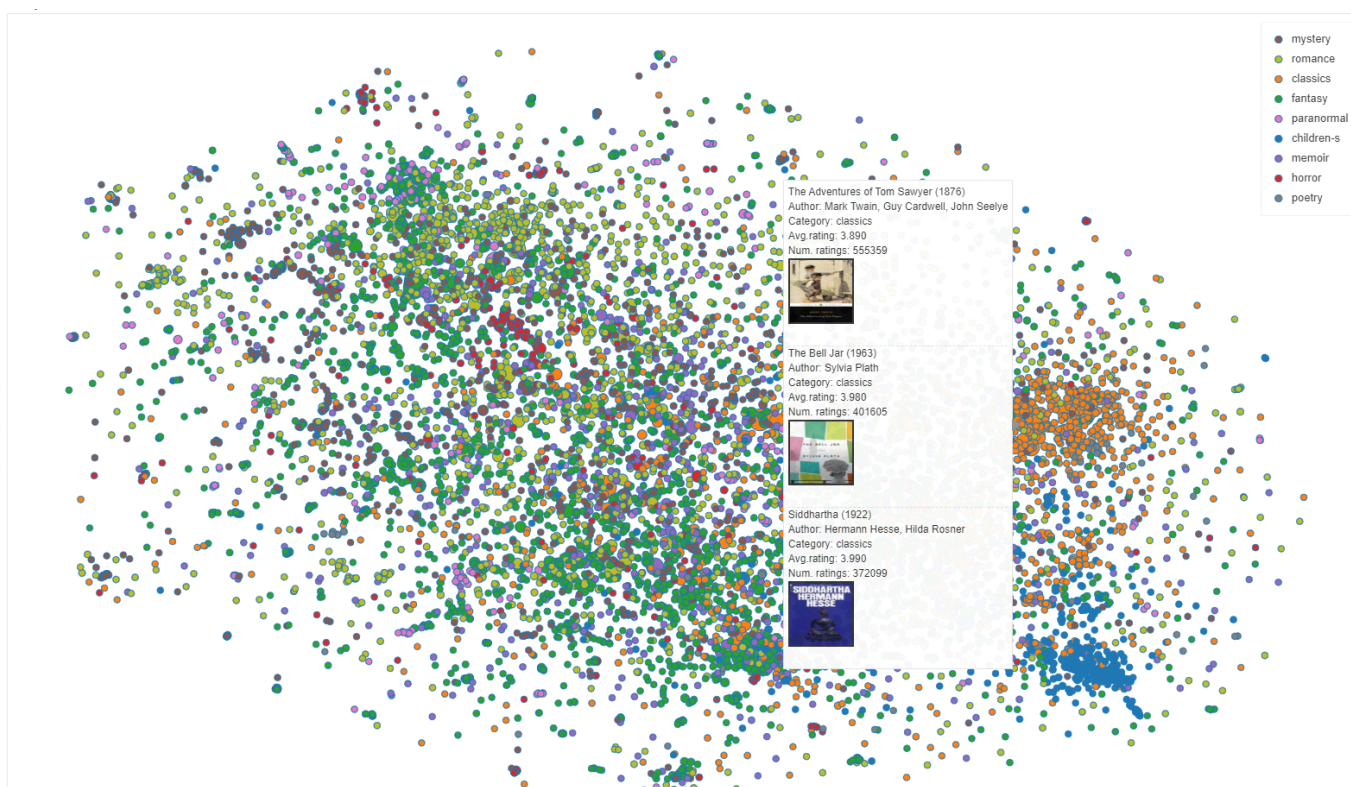 mystery
romance
classics
fantasy
paranormal
children-s
memoir
horror
poetry
The Adventures of Tom Sawyer (1876)
Author: Mark Twain, Guy Cardwell, John Seelye
Category: classics
Avg.rating: 3.890
Num. ratings: 555359
The Bell Jar (1963)
Author: Sylvia Plath
Category: classics
Avg.rating: 3.980
Num. ratings: 401605
THE BELL JAR
SYLVIA PLATH
Siddhartha (1922)
Author: Hermann Hesse, Hilda Rosner
Category: classics
Avg.rating: 3.990
Num. ratings: 372099
SIDDHARTHA
HERMANN
HESSE